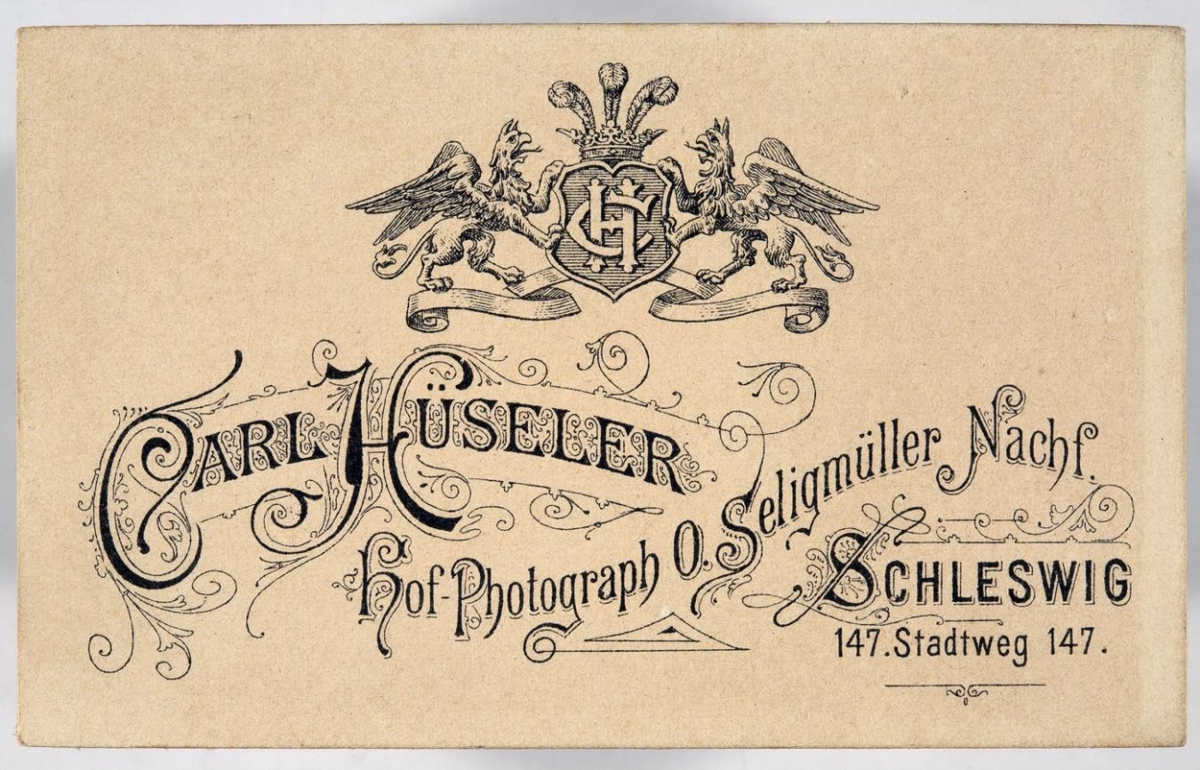 CH
CARL HÜSELER
Hof-Photograph O. Seligmüller Nachf.
SCHLESWIG
147. Stadtweg 147.